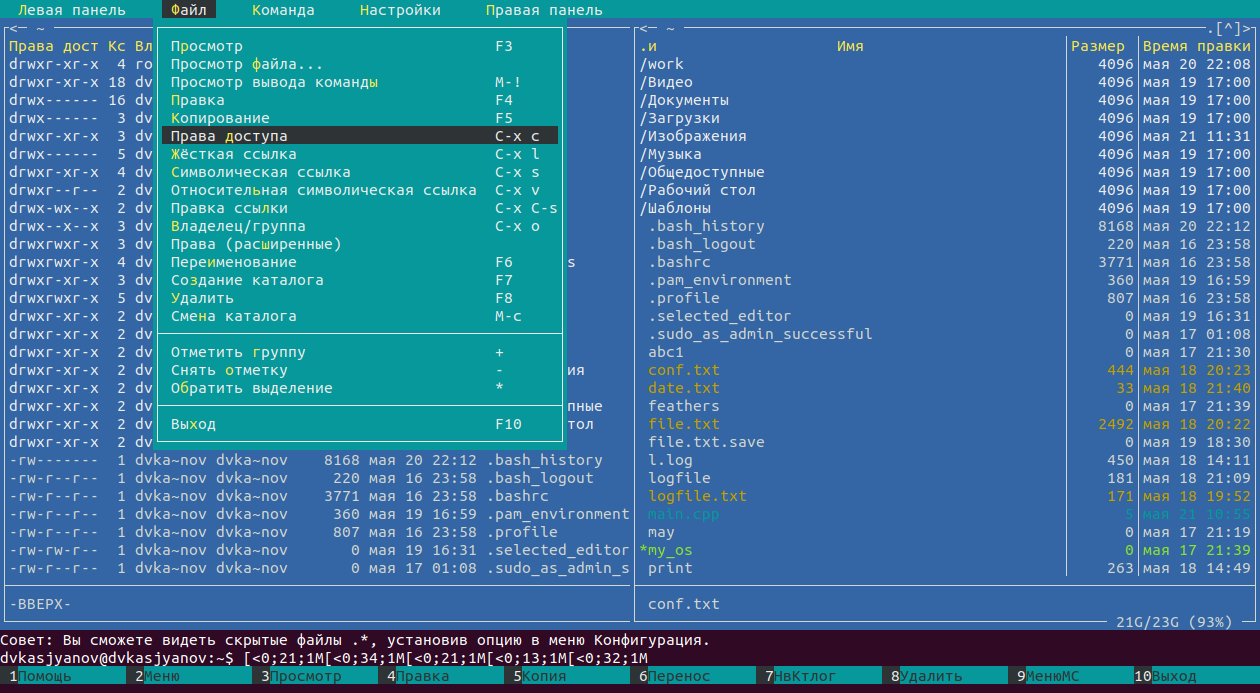 Левая панель Файл Команда Настройки Правая панель
<─ ~ <─ ~ .[^]>
Права дост Кс Вл .и Имя Размер Время правки
drwxr-xr-x 4 ro Просмотр F3 /work 4096 мая 20 22:08
drwxr-xr-x 18 dv Просмотр файла... /Видео 4096 мая 19 17:00
drwx------ 16 dv Просмотр вывода команды M-! /Документы 4096 мая 19 17:00
drwx------ 3 dv Правка F4 /Загрузки 4096 мая 19 17:00
drwxr-xr-x 3 dv Копирование F5 /Изображения 4096 мая 21 11:31
drwx------ 5 dv Права доступа C-x c /Музыка 4096 мая 19 17:00
drwxr-xr-x 4 dv Жёсткая ссылка C-x l /Общедоступные 4096 мая 19 17:00
drwxr--r-- 2 dv Символическая ссылка C-x s /Рабочий стол 4096 мая 19 17:00
drwx-wx--x 2 dv Относительная символическая ссылка C-x v /Шаблоны 4096 мая 19 17:00
drwx--x--x 3 dv Правка ссылки C-x C-s .bash_history 8168 мая 20 22:12
drwxrwxr-x 3 dv Владелец/группа C-x o .bash_logout 220 мая 16 23:58
drwxrwxr-x 4 dv Права (расширенные) s .bashrc 3771 мая 16 23:58
drwxr-xr-x 3 dv Переименование F6 .pam_environment 360 мая 19 16:59
drwxrwxr-x 5 dv Создание каталога F7 .profile 807 мая 16 23:58
drwxr-xr-x 2 dv Удалить F8 .selected_editor 0 мая 19 16:31
drwxr-xr-x 2 dv Смена каталога M-c .sudo_as_admin_successful 0 мая 17 01:08
drwxr-xr-x 2 dv Отметить группу + abc1 0 мая 17 21:30
drwxr-xr-x 2 dv Снять отметку - ия conf.txt 444 мая 18 20:23
drwxr-xr-x 2 dv Обратить выделение * date.txt 33 мая 18 21:40
drwxr-xr-x 2 dv пные feathers 0 мая 17 21:39
drwxr-xr-x 2 dv Выход F10 тол file.txt 2492 мая 18 20:22
drwxr-xr-x 2 dv file.txt.save 0 мая 19 18:30
-rw------- 1 dvka~nov dvka~nov 8168 мая 20 22:12 .bash_history l.log 450 мая 18 14:11
-rw-r--r-- 1 dvka~nov dvka~nov 220 мая 16 23:58 .bash_logout logfile 181 мая 18 21:09
-rw-r--r-- 1 dvka~nov dvka~nov 3771 мая 16 23:58 .bashrc logfile.txt 171 мая 18 19:52
-rw-r--r-- 1 dvka~nov dvka~nov 360 мая 19 16:59 .pam_environment main.cpp 5 мая 21 10:55
-rw-r--r-- 1 dvka~nov dvka~nov 807 мая 16 23:58 .profile may 0 мая 17 21:19
-rw-rw-r-- 1 dvka~nov dvka~nov 0 мая 19 16:31 .selected_editor *my_os 0 мая 17 21:39
-rw-r--r-- 1 dvka~nov dvka~nov 0 мая 17 01:08 .sudo_as_admin_s print 263 мая 18 14:49
-ВВЕРХ- conf.txt
21G/23G (93%)
Совет: Вы сможете видеть скрытые файлы .*, установив опцию в меню Конфигурация.
dvkasjyanov@dvkasjyanov:~$ [<0;21;1M[<0;34;1M[<0;21;1M[<0;13;1M[<0;32;1M
1Помощь 2Меню 3Просмотр 4Правка 5Копия 6Перенос 7НвКтлог 8Удалить 9МенюMC 10Выход